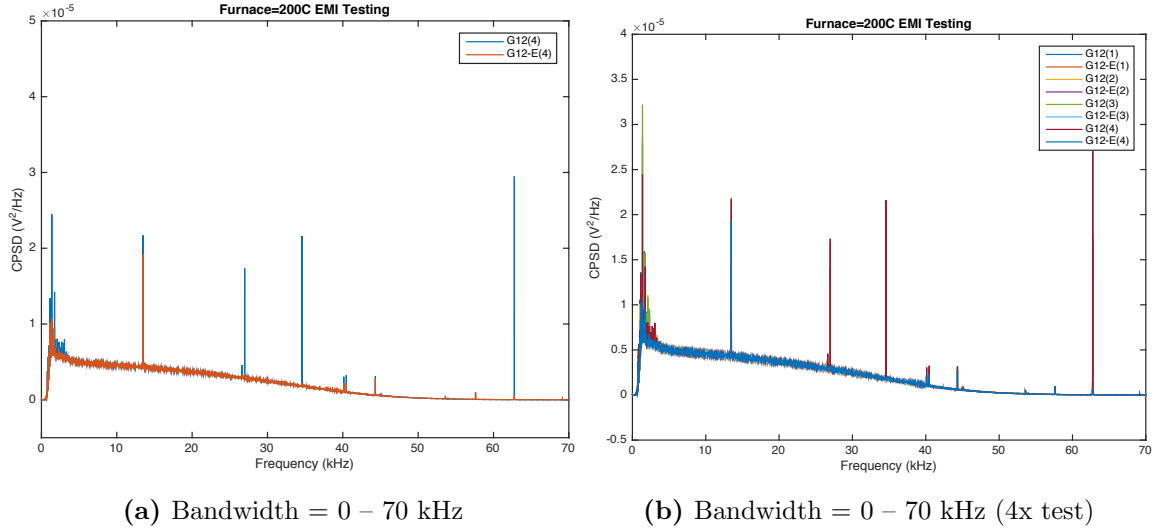 Furnace=200C EMI Testing
×10⁻⁵
5
4
3
2
1
0
-1
CPSD (V²/Hz)
0 10 20 30 40 50 60 70
Frequency (kHz)
G12(4)
G12-E(4)
(a) Bandwidth = 0 – 70 kHz
Furnace=200C EMI Testing
×10⁻⁵
4
3.5
3
2.5
2
1.5
1
0.5
0
-0.5
CPSD (V²/Hz)
0 10 20 30 40 50 60 70
Frequency (kHz)
G12(1)
G12-E(1)
G12(2)
G12-E(2)
G12(3)
G12-E(3)
G12(4)
G12-E(4)
(b) Bandwidth = 0 – 70 kHz (4x test)